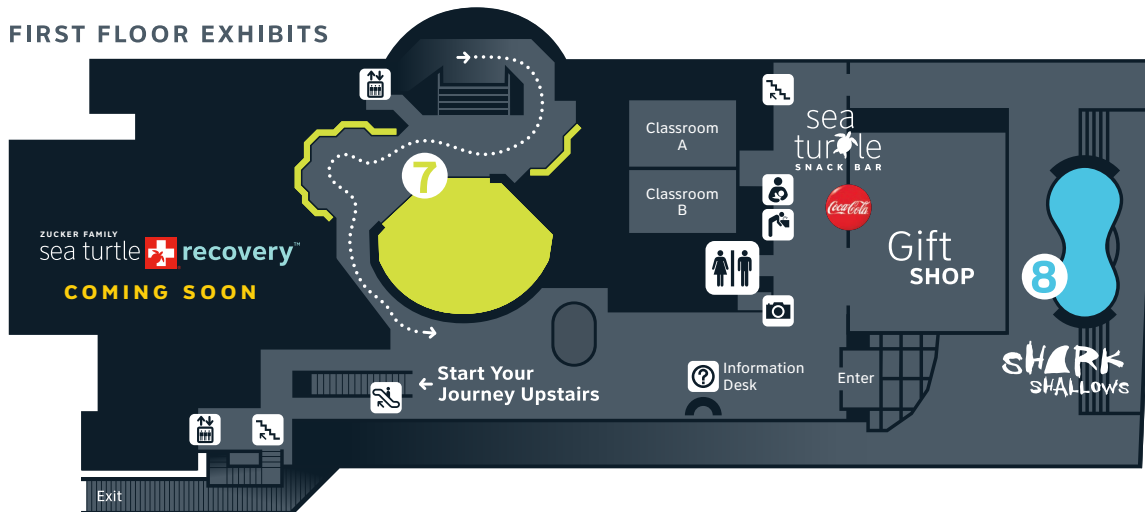 FIRST FLOOR EXHIBITS
sea
turtle
SNACK BAR
Classroom
A
Classroom
B
7
Coca-Cola
ZUCKER FAMILY
sea turtle recovery™
COMING SOON
Gift
SHOP
8
SHARK
SHALLOWS
Start Your
Journey Upstairs
Information
Desk
Enter
Exit